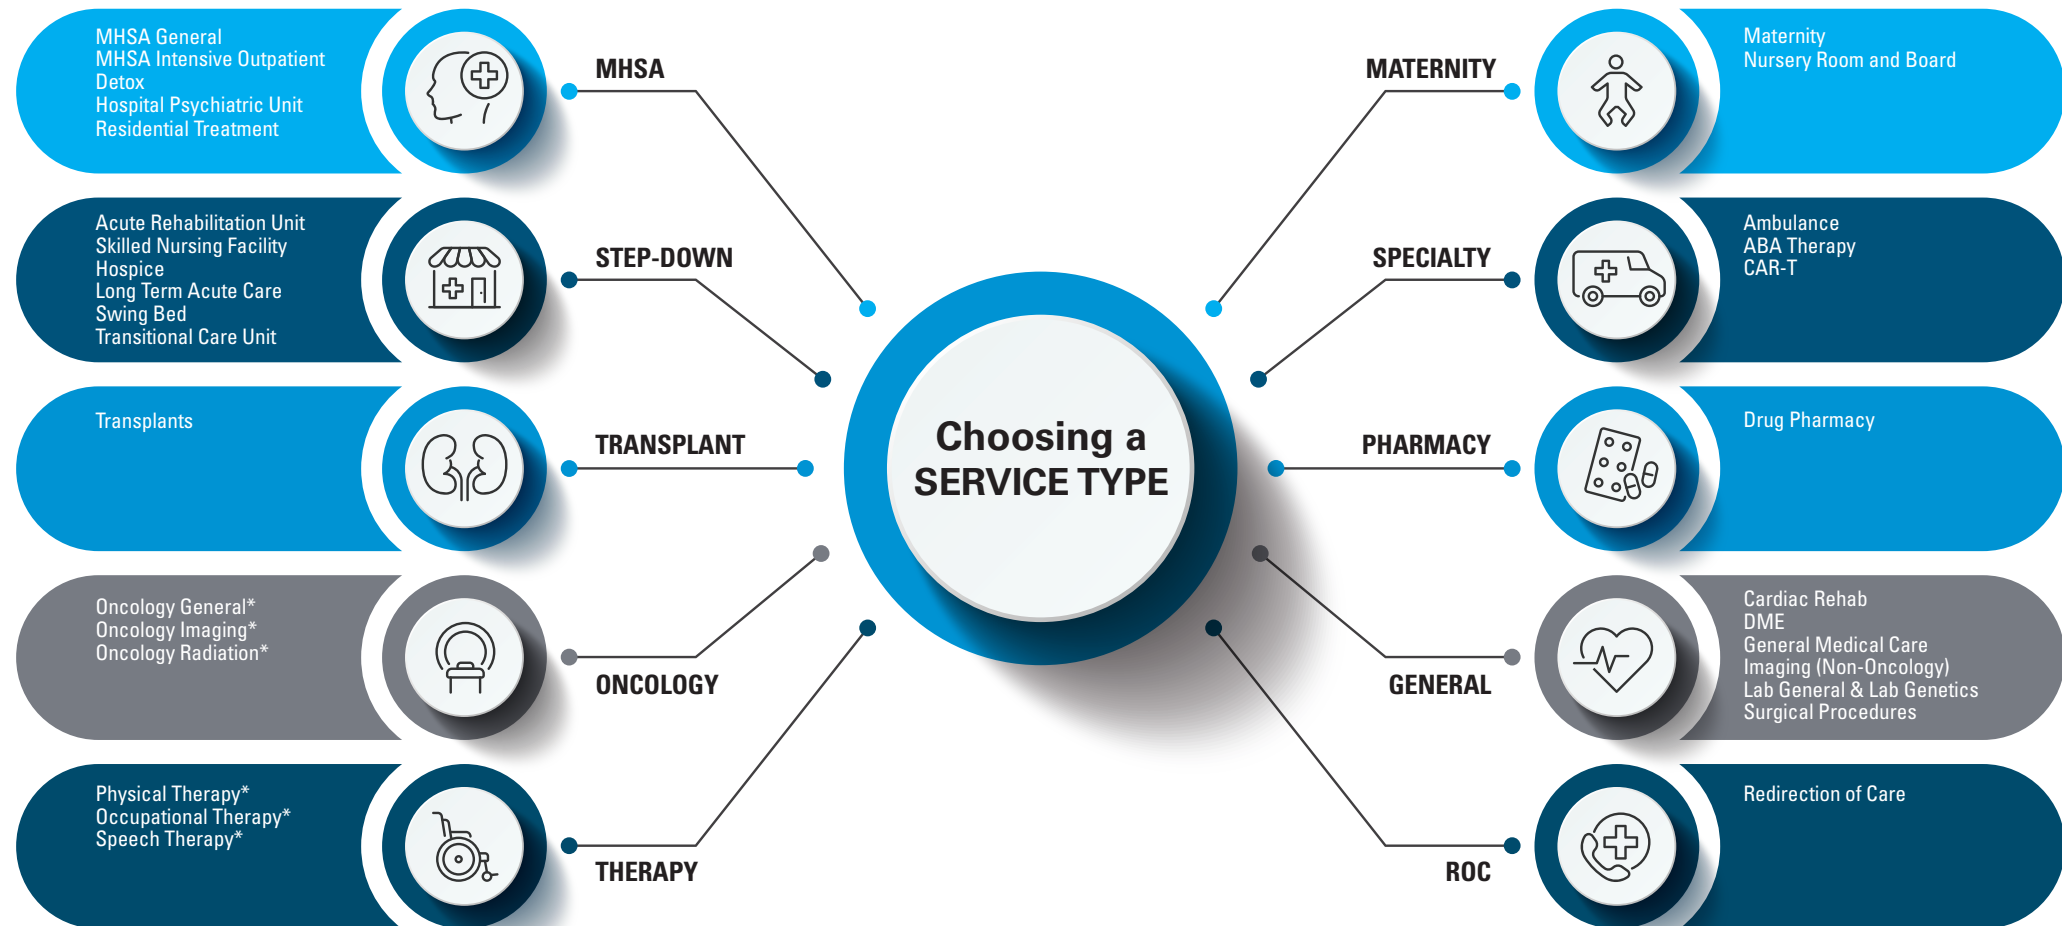 MHSA General
MHSA Intensive Outpatient
Detox
Hospital Psychiatric Unit
Residential Treatment
MHSA
Acute Rehabilitation Unit
Skilled Nursing Facility
Hospice
Long Term Acute Care
Swing Bed
Transitional Care Unit
STEP-DOWN
Transplants
TRANSPLANT
Oncology General*
Oncology Imaging*
Oncology Radiation*
ONCOLOGY
Physical Therapy*
Occupational Therapy*
Speech Therapy*
THERAPY
Choosing a
SERVICE TYPE
MATERNITY
Maternity
Nursery Room and Board
SPECIALTY
Ambulance
ABA Therapy
CAR-T
PHARMACY
Drug Pharmacy
GENERAL
Cardiac Rehab
DME
General Medical Care
Imaging (Non-Oncology)
Lab General & Lab Genetics
Surgical Procedures
ROC
Redirection of Care